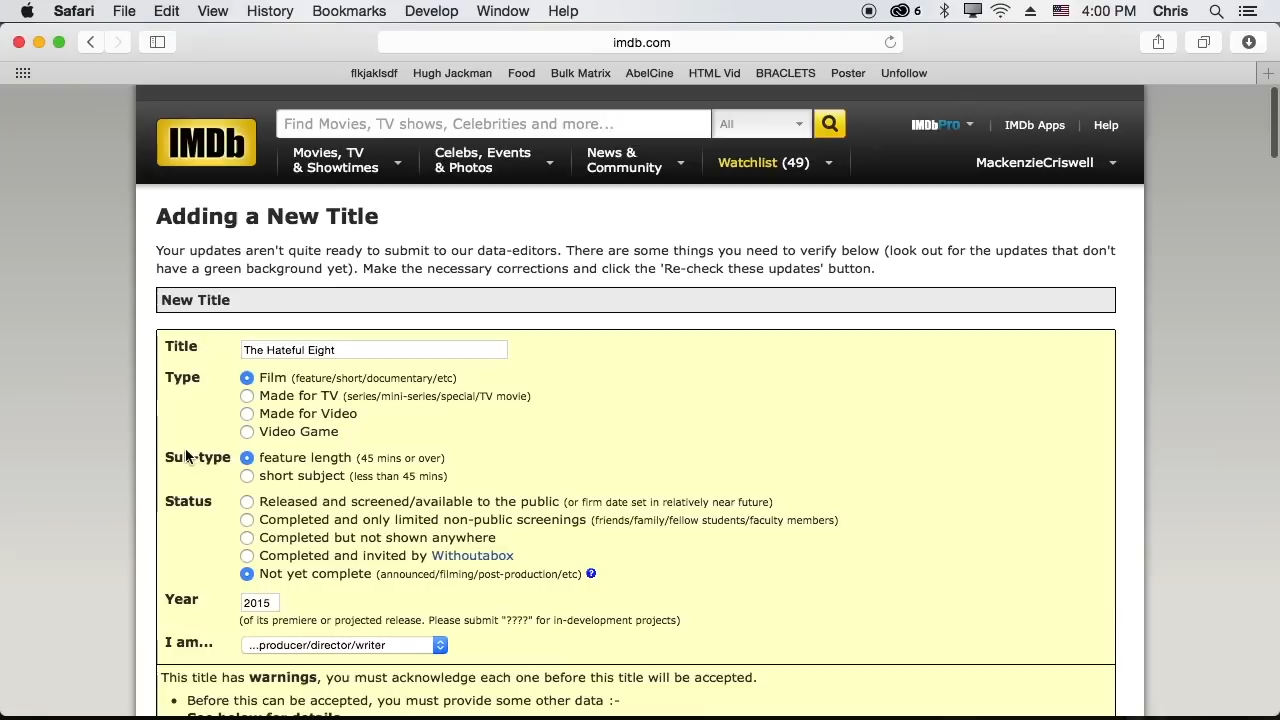 Safari File Edit View History Bookmarks Develop Window Help 6 4:00 PM Chris
imdb.com
flkjaklsdf Hugh Jackman Food Bulk Matrix AbelCine HTML Vid BRACLETS Poster Unfollow
IMDb
Find Movies, TV shows, Celebrities and more... All
IMDbPro IMDb Apps Help
Movies, TV
& Showtimes
Celebs, Events
& Photos
News &
Community
Watchlist (49)
MackenzieCriswell
Adding a New Title
Your updates aren't quite ready to submit to our data-editors. There are some things you need to verify below (look out for the updates that don't
have a green background yet). Make the necessary corrections and click the 'Re-check these updates' button.
New Title
Title The Hateful Eight
Type Film (feature/short/documentary/etc)
Made for TV (series/mini-series/special/TV movie)
Made for Video
Video Game
Sub-type feature length (45 mins or over)
short subject (less than 45 mins)
Status Released and screened/available to the public (or firm date set in relatively near future)
Completed and only limited non-public screenings (friends/family/fellow students/faculty members)
Completed but not shown anywhere
Completed and invited by Withoutabox
Not yet complete (announced/filming/post-production/etc) ?
Year 2015
(of its premiere or projected release. Please submit "????" for in-development projects)
I am... ...producer/director/writer
This title has warnings, you must acknowledge each one before this title will be accepted.
• Before this can be accepted, you must provide some other data :-
See below for details